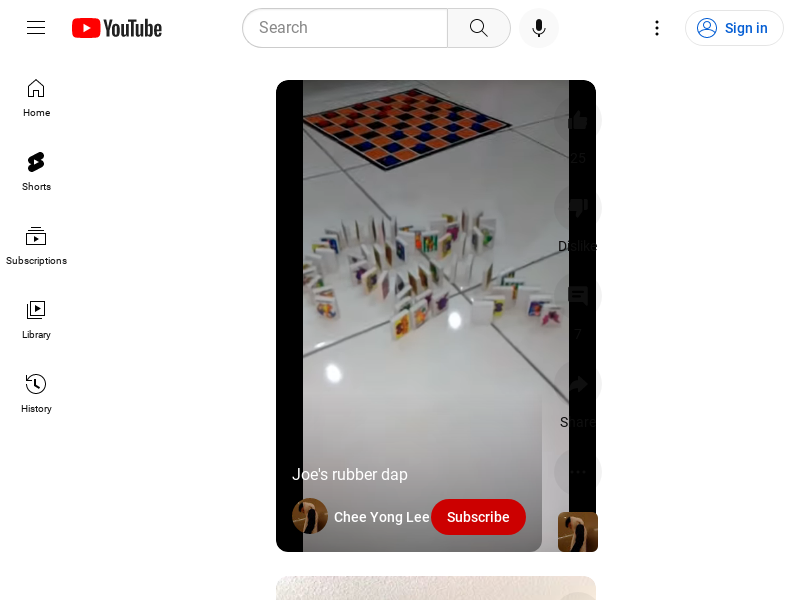 YouTube
Search
Sign in
Home
Shorts
Subscriptions
Library
History
25
Dislike
7
Share
Joe's rubber dap
Chee Yong Lee
Subscribe